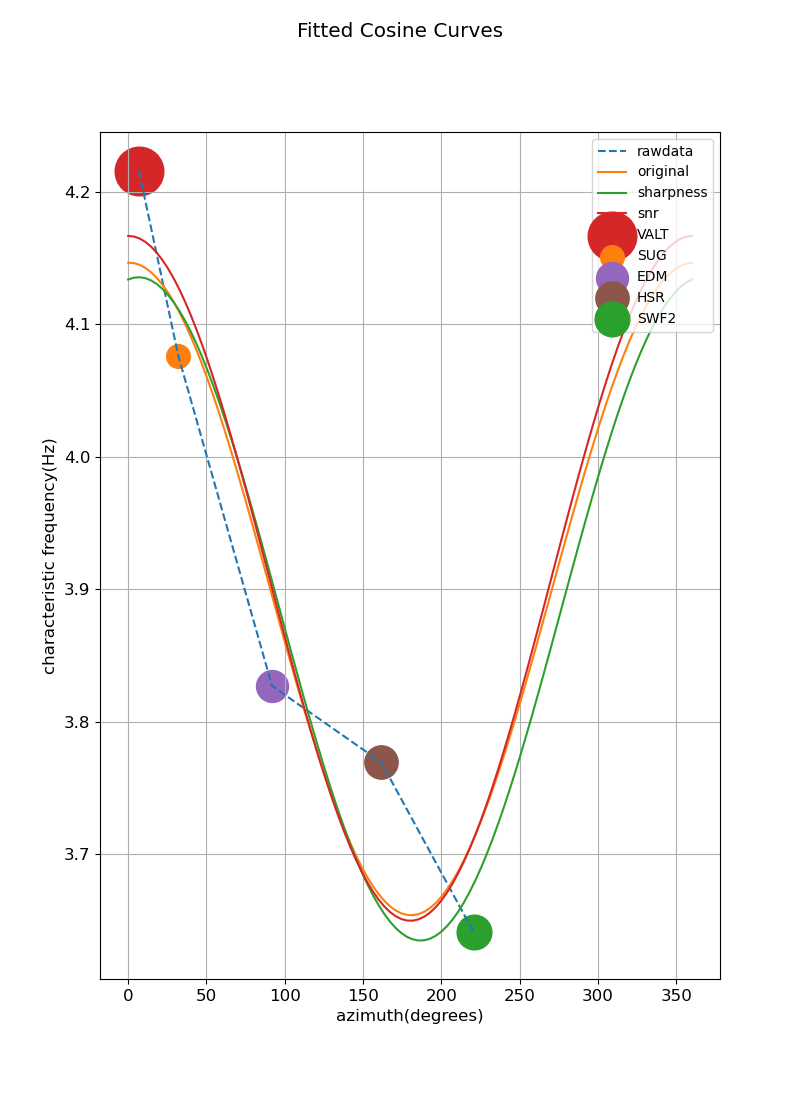 Fitted Cosine Curves
rawdata
original
sharpness
snr
VALT
SUG
EDM
HSR
SWF2
4.2
4.1
4.0
3.9
3.8
3.7
characteristic frequency(Hz)
0 50 100 150 200 250 300 350
azimuth(degrees)